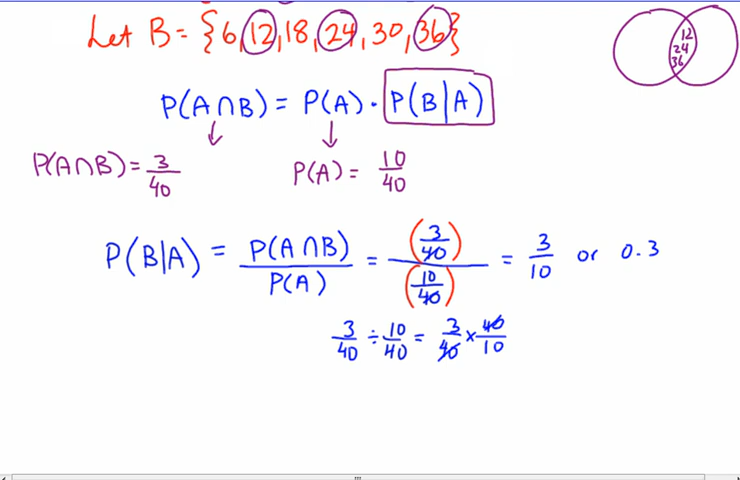 Let B = {6, 12, 18, 24, 30, 36}
12
24
36
P(A∩B) = P(A) · P(B|A)
P(A∩B) = 3/40
P(A) = 10/40
P(B|A) = P(A∩B)/P(A) = (3/40)/(10/40) = 3/10 or 0.3
3/40 ÷ 10/40 = 3/40 × 40/10